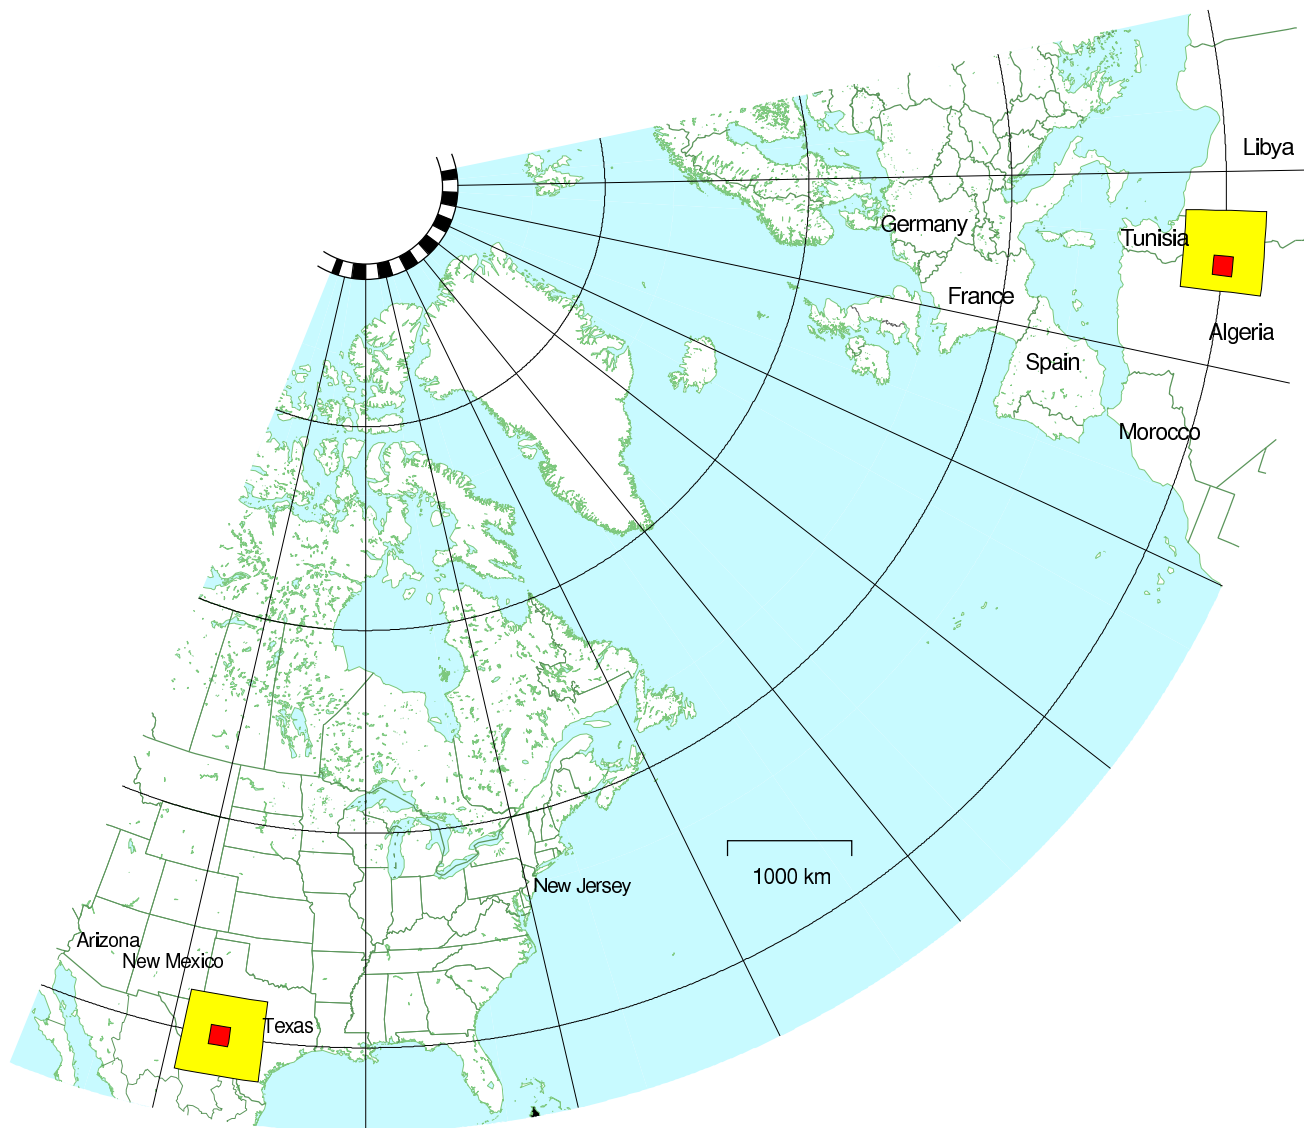 Libya
Germany
Tunisia
France
Algeria
Spain
Morocco
1000 km
New Jersey
Arizona
New Mexico
Texas